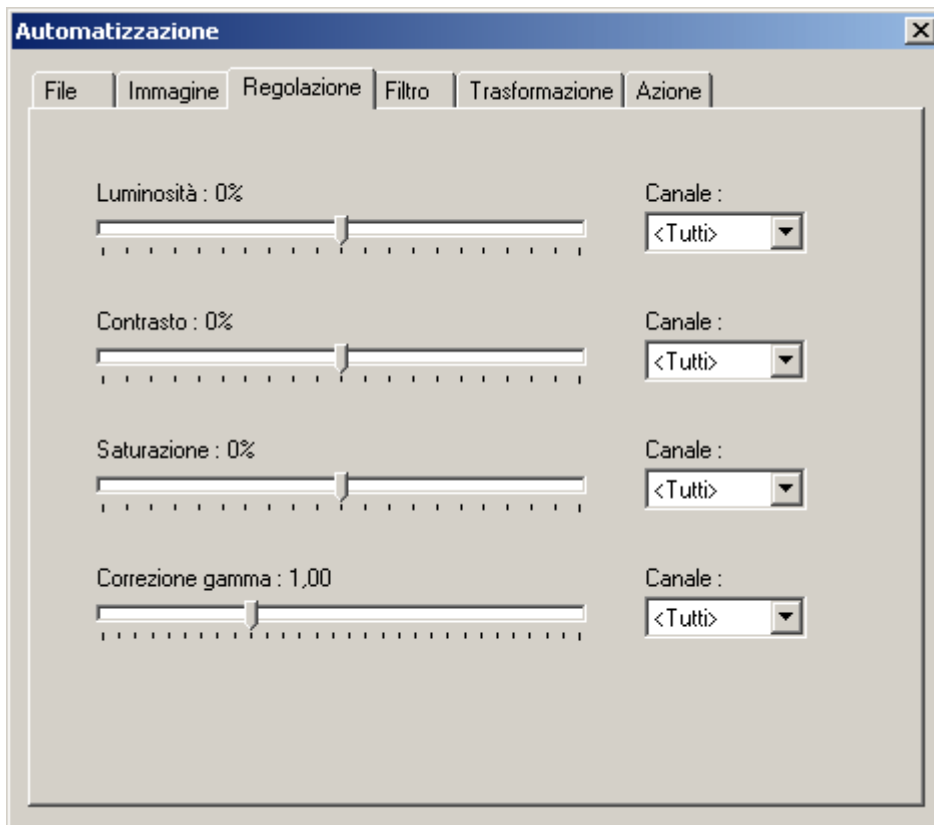 Automatizzazione
File Immagine Regolazione Filtro Trasformazione Azione
Luminosità : 0% Canale :
<Tutti>
Contrasto : 0% Canale :
<Tutti>
Saturazione : 0% Canale :
<Tutti>
Correzione gamma : 1,00 Canale :
<Tutti>